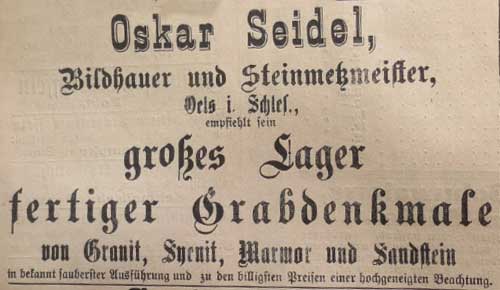 Oskar Seidel,
Bildhauer und Steinmetzmeister,
Oels i. Schles.,
empfiehlt sein
großes Lager
fertiger Grabdenkmale
von Granit, Syenit, Marmor und Sandstein
in bekannt sauberster Ausführung und zu den billigsten Preisen einer hochgeneigten Beachtung.